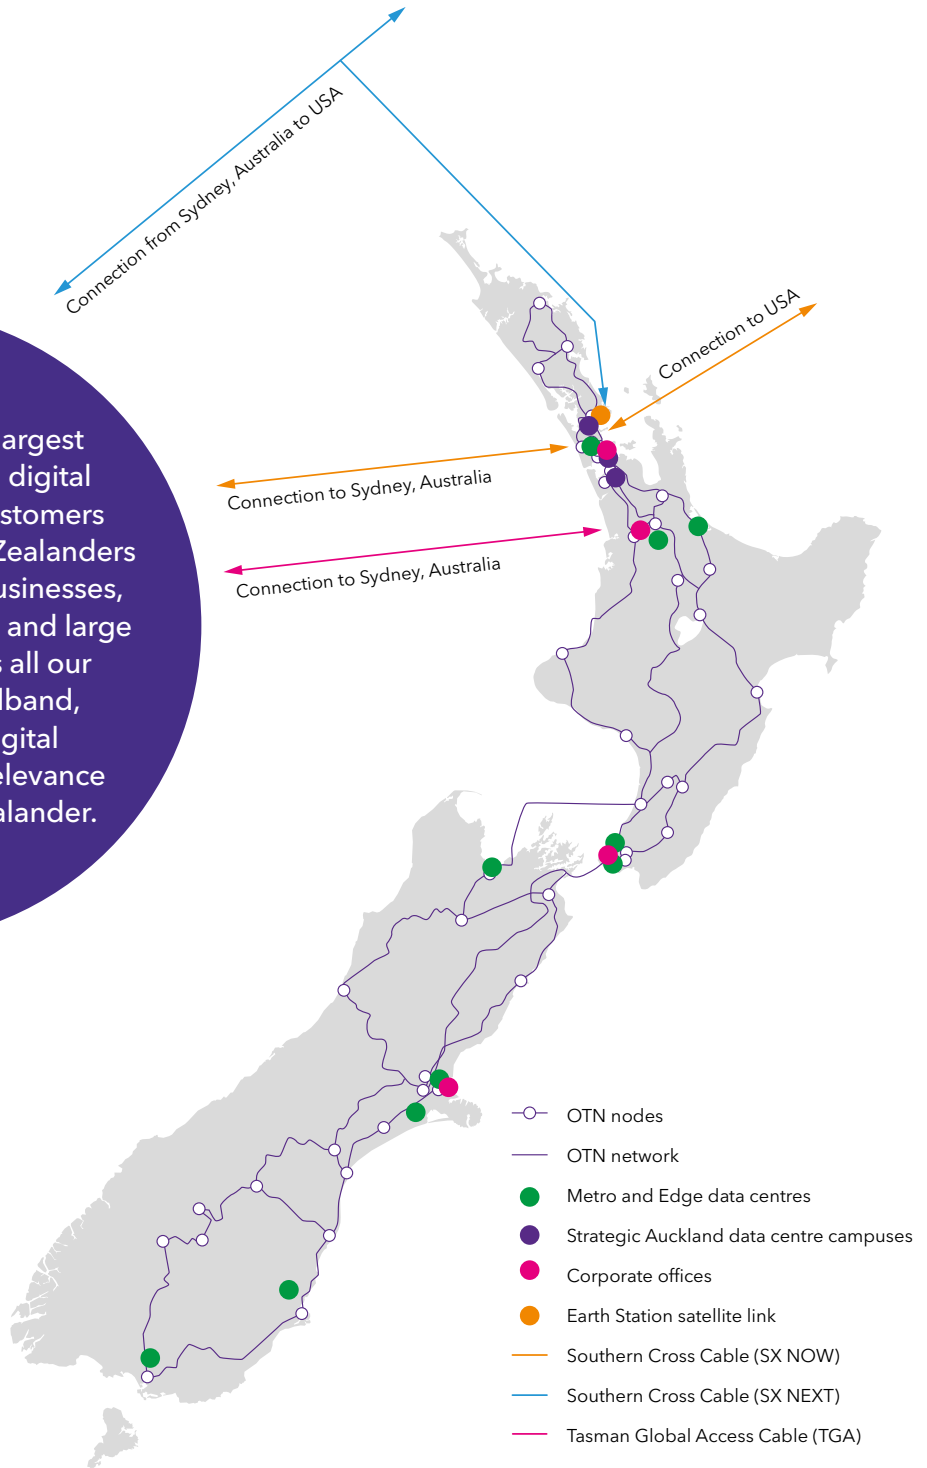 Connection from Sydney, Australia to USA
Connection to USA
Connection to Sydney, Australia
Connection to Sydney, Australia
argest
digital
stomers
Zealanders
usinesses,
and large
s all our
lband,
gital
elevance
alander.
OTN nodes
OTN network
Metro and Edge data centres
Strategic Auckland data centre campuses
Corporate offices
Earth Station satellite link
Southern Cross Cable (SX NOW)
Southern Cross Cable (SX NEXT)
Tasman Global Access Cable (TGA)